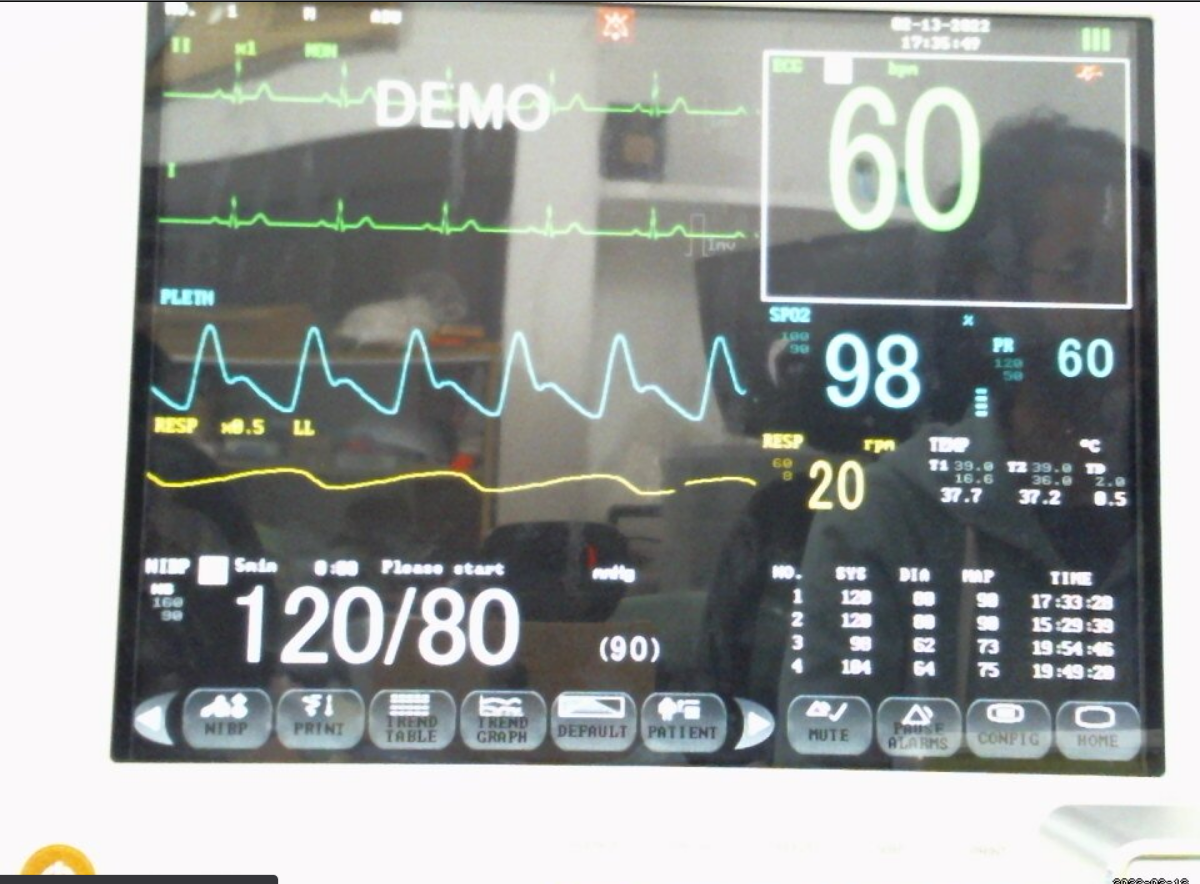 NO. 1 M ADU
02-13-2022
17:35:49
II x1 MON
DEMO
ECG bpm
60
I
Inv
PLETH
SPO2 %
100
90
98
PR
120
50
60
RESP x0.5 LL
RESP rpm
60
8
20
TEMP °C
T1 39.0 T2 39.0 TD
16.6 36.0 2.0
37.7 37.2 0.5
NIBP 5min 0:00 Please start mmHg
160
90
120/80 (90)
NO. SYS DIA MAP TIME
1 120 80 90 17:33:28
2 120 80 90 15:29:39
3 98 62 73 19:54:46
4 104 64 75 19:49:20
NIBP
PRINT
TREND
TABLE
TREND
GRAPH
DEFAULT
PATIENT
MUTE
PAUSE
ALARMS
CONFIG
HOME